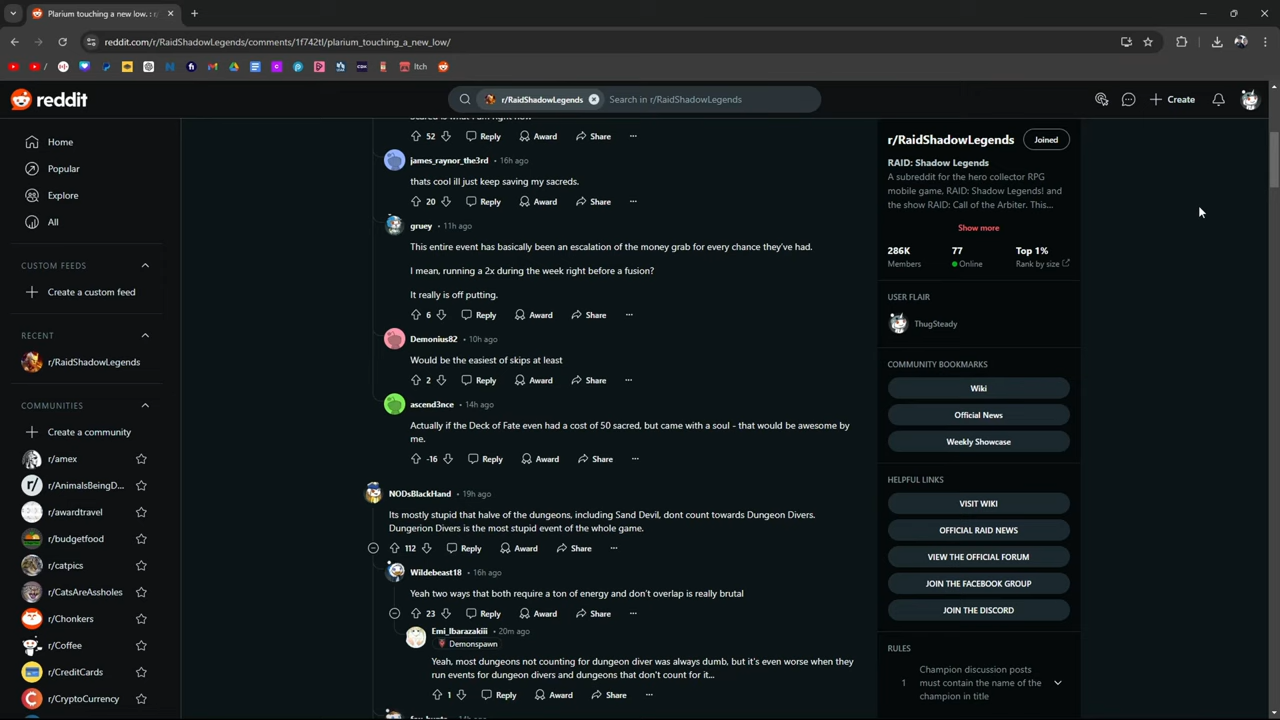 Plarium touching a new low. :
reddit.com/r/RaidShadowLegends/comments/1f742tl/plarium_touching_a_new_low/
Itch
reddit
r/RaidShadowLegends
Search in r/RaidShadowLegends
Create
Home
Popular
Explore
All
CUSTOM FEEDS
Create a custom feed
RECENT
r/RaidShadowLegends
COMMUNITIES
Create a community
r/amex
r/AnimalsBeingD...
r/awardtravel
r/budgetfood
r/catpics
r/CatsAreAssholes
r/Chonkers
r/Coffee
r/CreditCards
r/CryptoCurrency
52 Reply Award Share ...
james_raynor_the3rd • 16h ago
thats cool ill just keep saving my sacreds.
20 Reply Award Share ...
gruey • 11h ago
This entire event has basically been an escalation of the money grab for every chance they've had.
I mean, running a 2x during the week right before a fusion?
It really is off putting.
6 Reply Award Share ...
Demonius82 • 10h ago
Would be the easiest of skips at least
2 Reply Award Share ...
ascend3nce • 14h ago
Actually if the Deck of Fate even had a cost of 50 sacred, but came with a soul - that would be awesome by
me.
-16 Reply Award Share ...
NODsBlackHand • 19h ago
Its mostly stupid that halve of the dungeons, including Sand Devil, dont count towards Dungeon Divers.
Dungerion Divers is the most stupid event of the whole game.
112 Reply Award Share ...
Wildebeast18 • 16h ago
Yeah two ways that both require a ton of energy and don't overlap is really brutal
23 Reply Award Share ...
Emi_Ibarazakiii • 20m ago
Demonspawn
Yeah, most dungeons not counting for dungeon diver was always dumb, but it's even worse when they
run events for dungeon divers and dungeons that don't count for it...
1 Reply Award Share ...
r/RaidShadowLegends
Joined
RAID: Shadow Legends
A subreddit for the hero collector RPG
mobile game, RAID: Shadow Legends! and
the show RAID: Call of the Arbiter. This...
Show more
286K 77 Top 1%
Members Online Rank by size
USER FLAIR
ThugSteady
COMMUNITY BOOKMARKS
Wiki
Official News
Weekly Showcase
HELPFUL LINKS
VISIT WIKI
OFFICIAL RAID NEWS
VIEW THE OFFICIAL FORUM
JOIN THE FACEBOOK GROUP
JOIN THE DISCORD
RULES
1 Champion discussion posts
must contain the name of the
champion in title